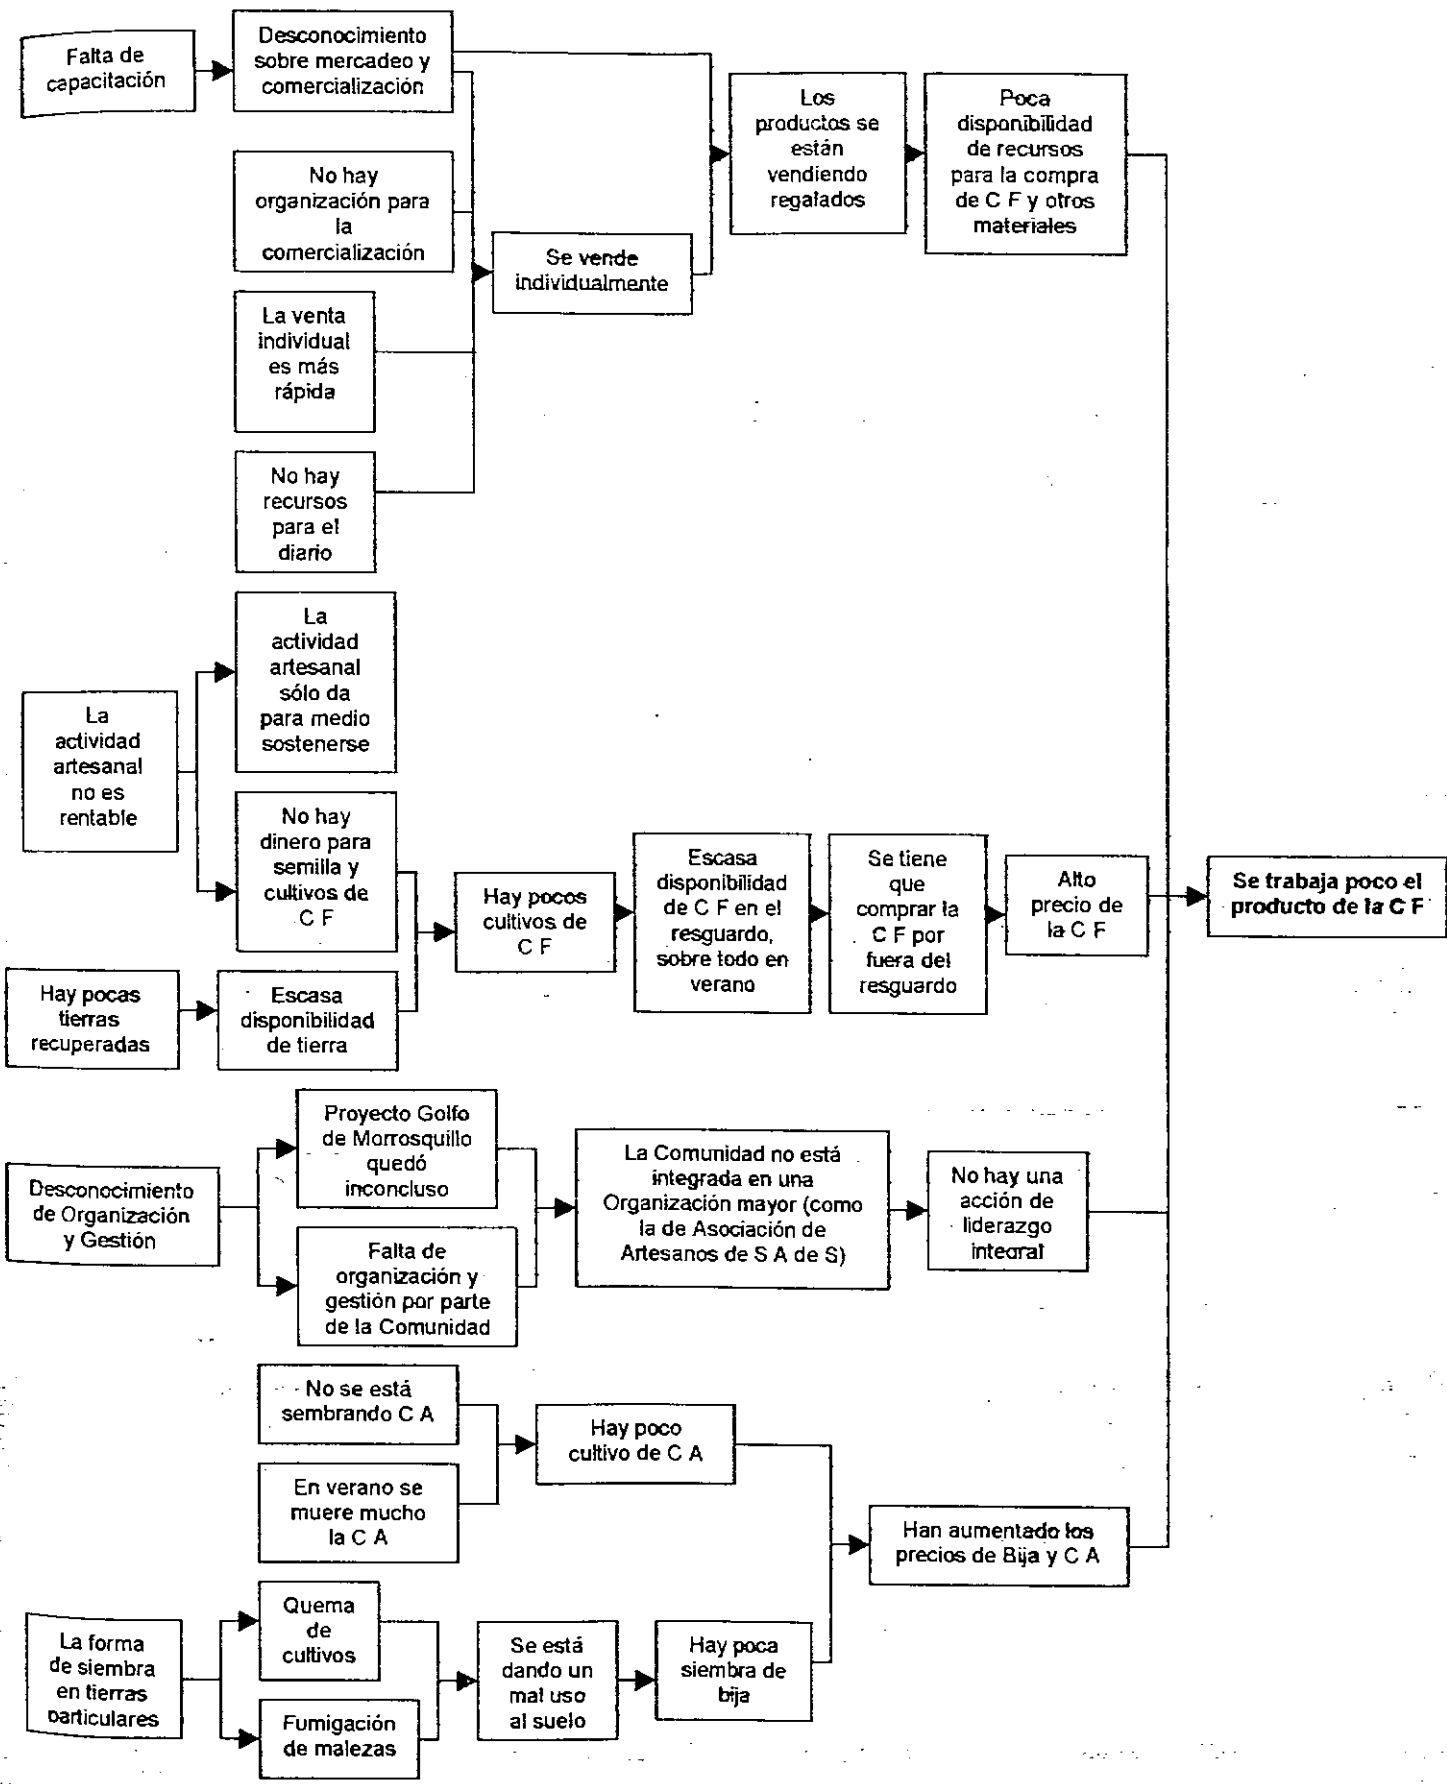 Falta de
capacitación
Desconocimiento
sobre mercadeo y
comercialización
No hay
organización para
la
comercialización
La venta
individual
es más
rápida
No hay
recursos
para el
diario
Se vende
individualmente
Los
productos se
están
vendiendo
regalados
Poca
disponibilidad
de recursos
para la compra
de C F y otros
materiales
La
actividad
artesanal
no es
rentable
La
actividad
artesanal
sólo da
para medio
sostenerse
No hay
dinero para
semilla y
cultivos de
C F
Hay pocas
tierras
recuperadas
Escasa
disponibilidad
de tierra
Hay pocos
cultivos de
C F
Escasa
disponibilidad
de C F en el
resguardo,
sobre todo en
verano
Se tiene
que
comprar la
C F por
fuera del
resguardo
Alto
precio de
la C F
Se trabaja poco el
producto de la C F
Desconocimiento
de Organización
y Gestión
Proyecto Golfo
de Morrosquillo
quedó
inconcluso
Falta de
organización y
gestión por parte
de la Comunidad
La Comunidad no está
integrada en una
Organización mayor (como
la de Asociación de
Artesanos de S A de S)
No hay una
acción de
liderazgo
integral
No se está
sembrando C A
En verano se
muere mucho
la C A
Hay poco
cultivo de C A
Han aumentado los
precios de Bija y C A
La forma
de siembra
en tierras
particulares
Quema
de
cultivos
Fumigación
de malezas
Se está
dando un
mal uso
al suelo
Hay poca
siembra de
bija